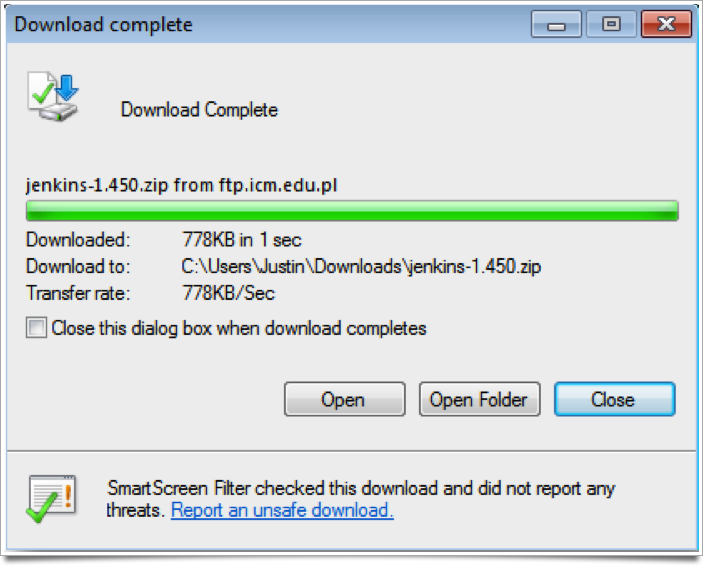 Download complete
Download Complete
jenkins-1.450.zip from ftp.icm.edu.pl
Downloaded: 778KB in 1 sec
Download to: C:\Users\Justin\Downloads\jenkins-1.450.zip
Transfer rate: 778KB/Sec
Close this dialog box when download completes
Open Open Folder Close
SmartScreen Filter checked this download and did not report any
threats. Report an unsafe download.